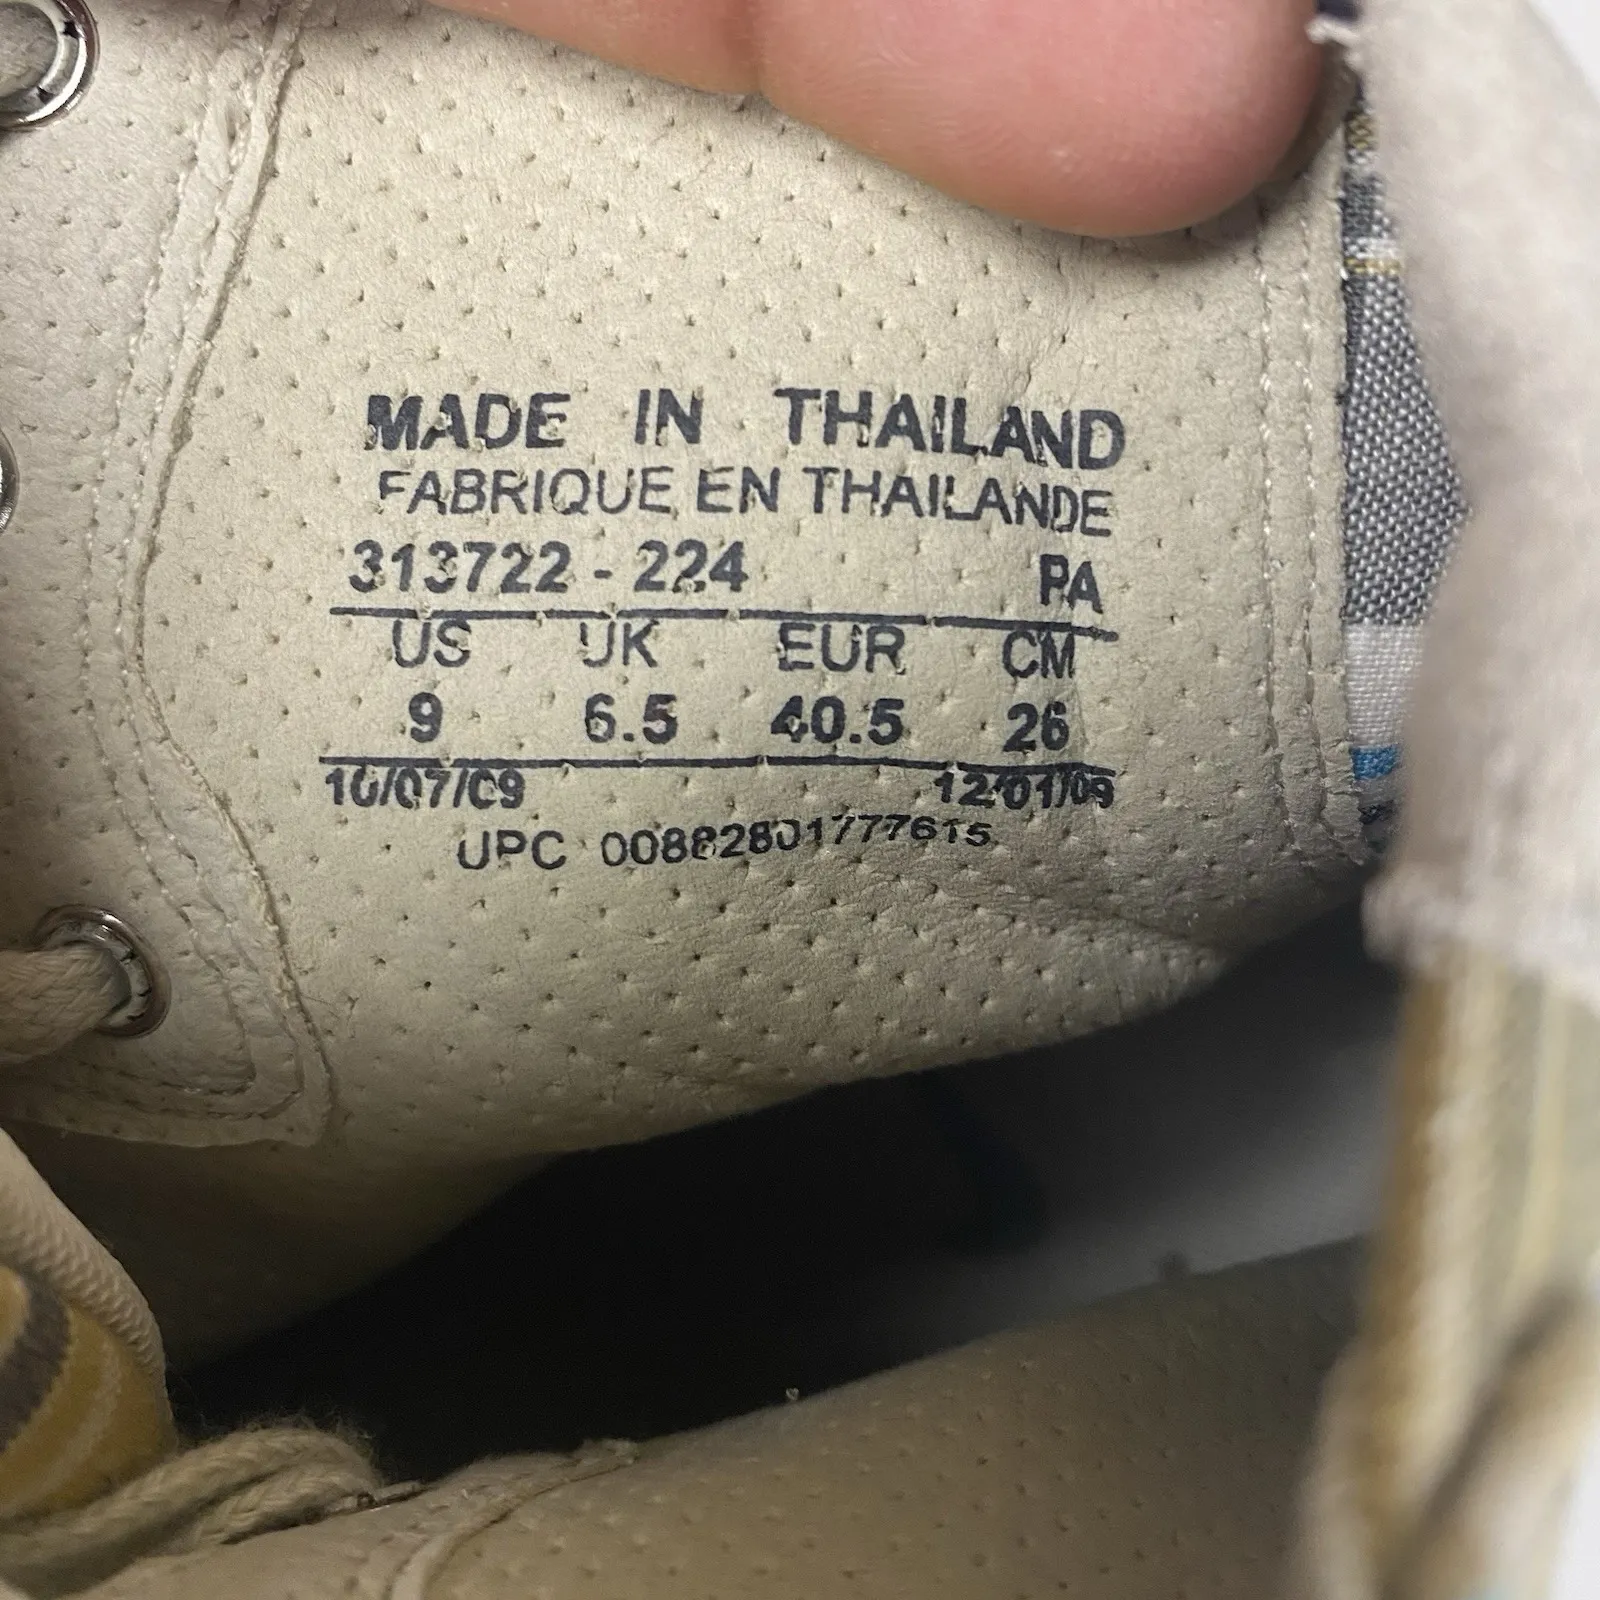 MADE IN THAILAND
FABRIQUE EN THAILANDE
313722 - 224 PA
US UK EUR CM
9 6.5 40.5 26
10/07/09 12/01/09
UPC 00882801777615